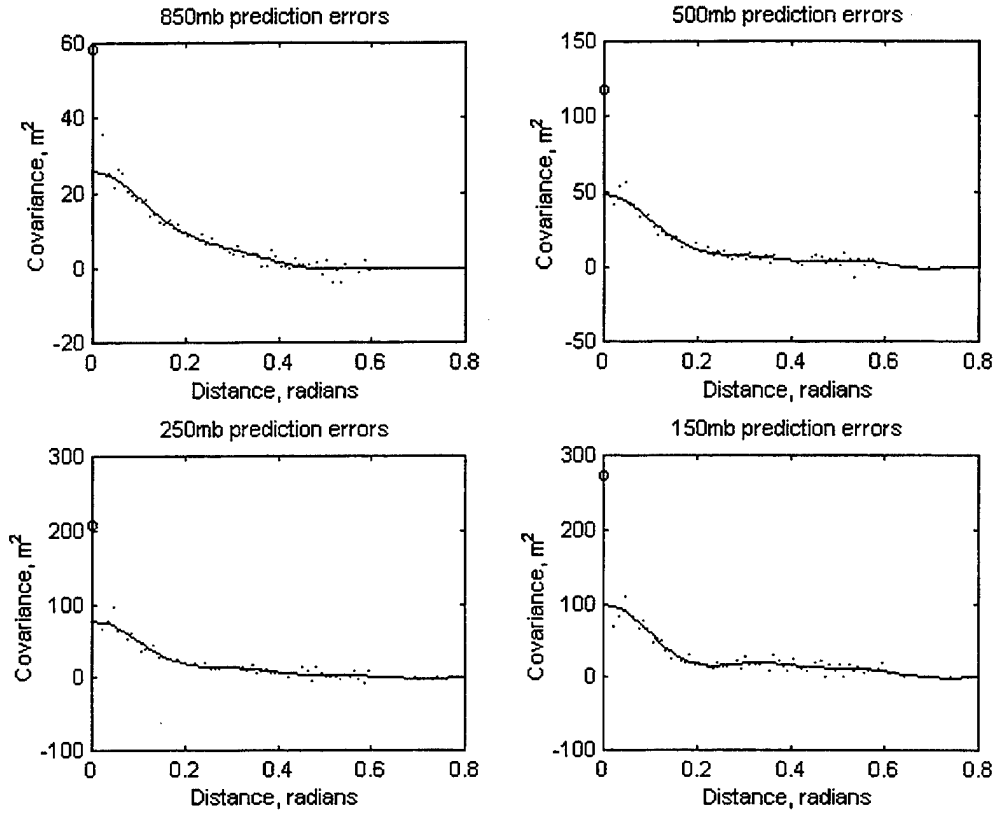 850mb prediction errors
60
40
20
0
-20
Covariance, m²
0 0.2 0.4 0.6 0.8
Distance, radians
500mb prediction errors
150
100
50
0
-50
Covariance, m²
0 0.2 0.4 0.6 0.8
Distance, radians
250mb prediction errors
300
200
100
0
-100
Covariance, m²
0 0.2 0.4 0.6 0.8
Distance, radians
150mb prediction errors
300
200
100
0
-100
Covariance, m²
0 0.2 0.4 0.6 0.8
Distance, radians